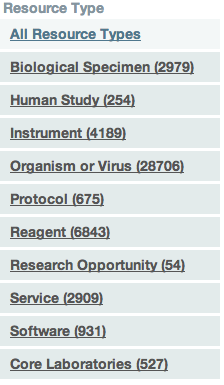 Resource Type
All Resource Types
Biological Specimen (2979)
Human Study (254)
Instrument (4189)
Organism or Virus (28706)
Protocol (675)
Reagent (6843)
Research Opportunity (54)
Service (2909)
Software (931)
Core Laboratories (527)